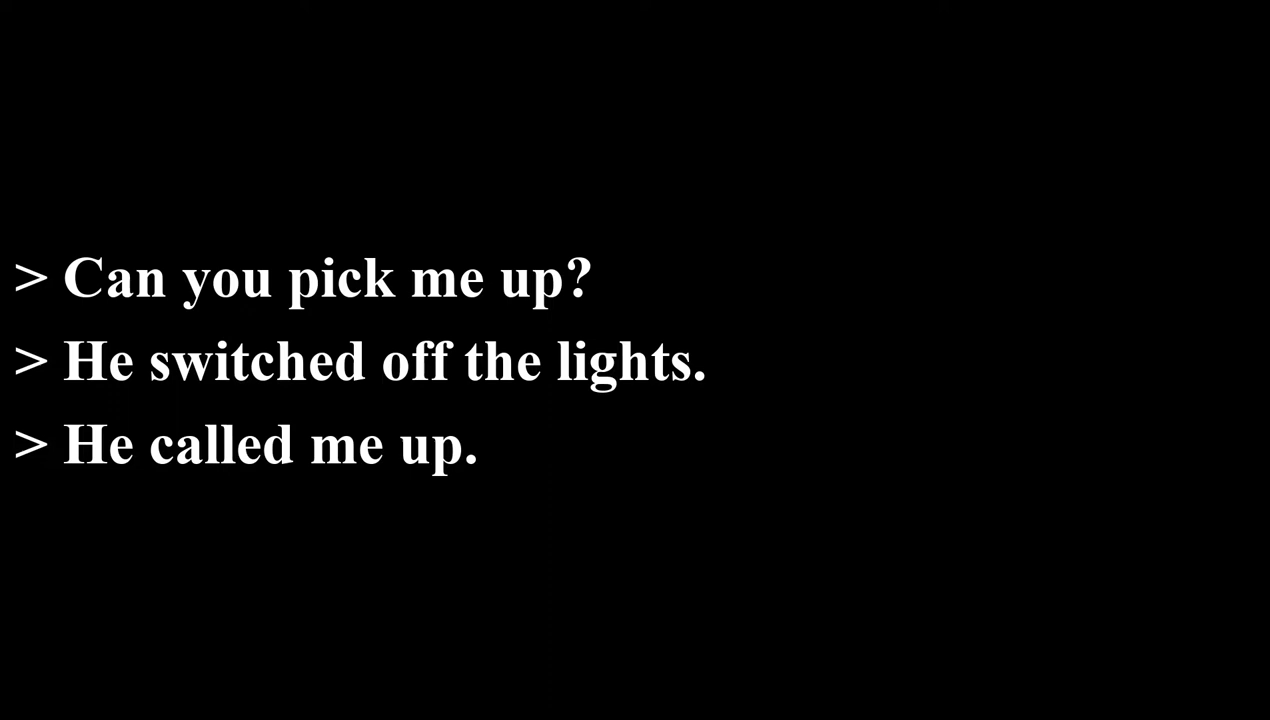 > Can you pick me up?
> He switched off the lights.
> He called me up.